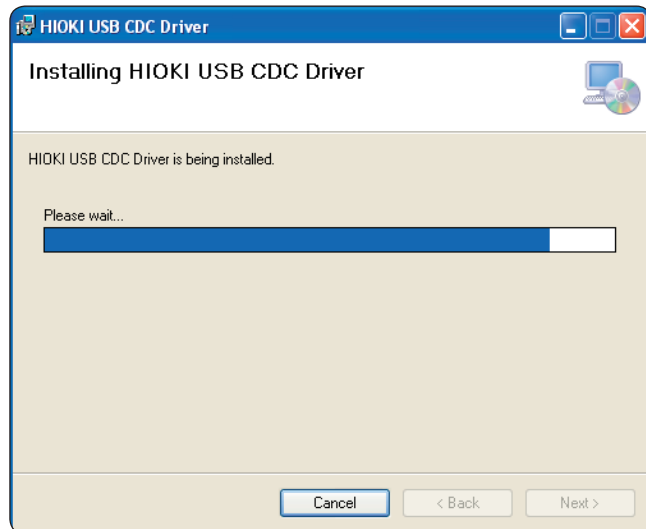 HIOKI USB CDC Driver
Installing HIOKI USB CDC Driver
HIOKI USB CDC Driver is being installed.
Please wait...
Cancel
< Back
Next >